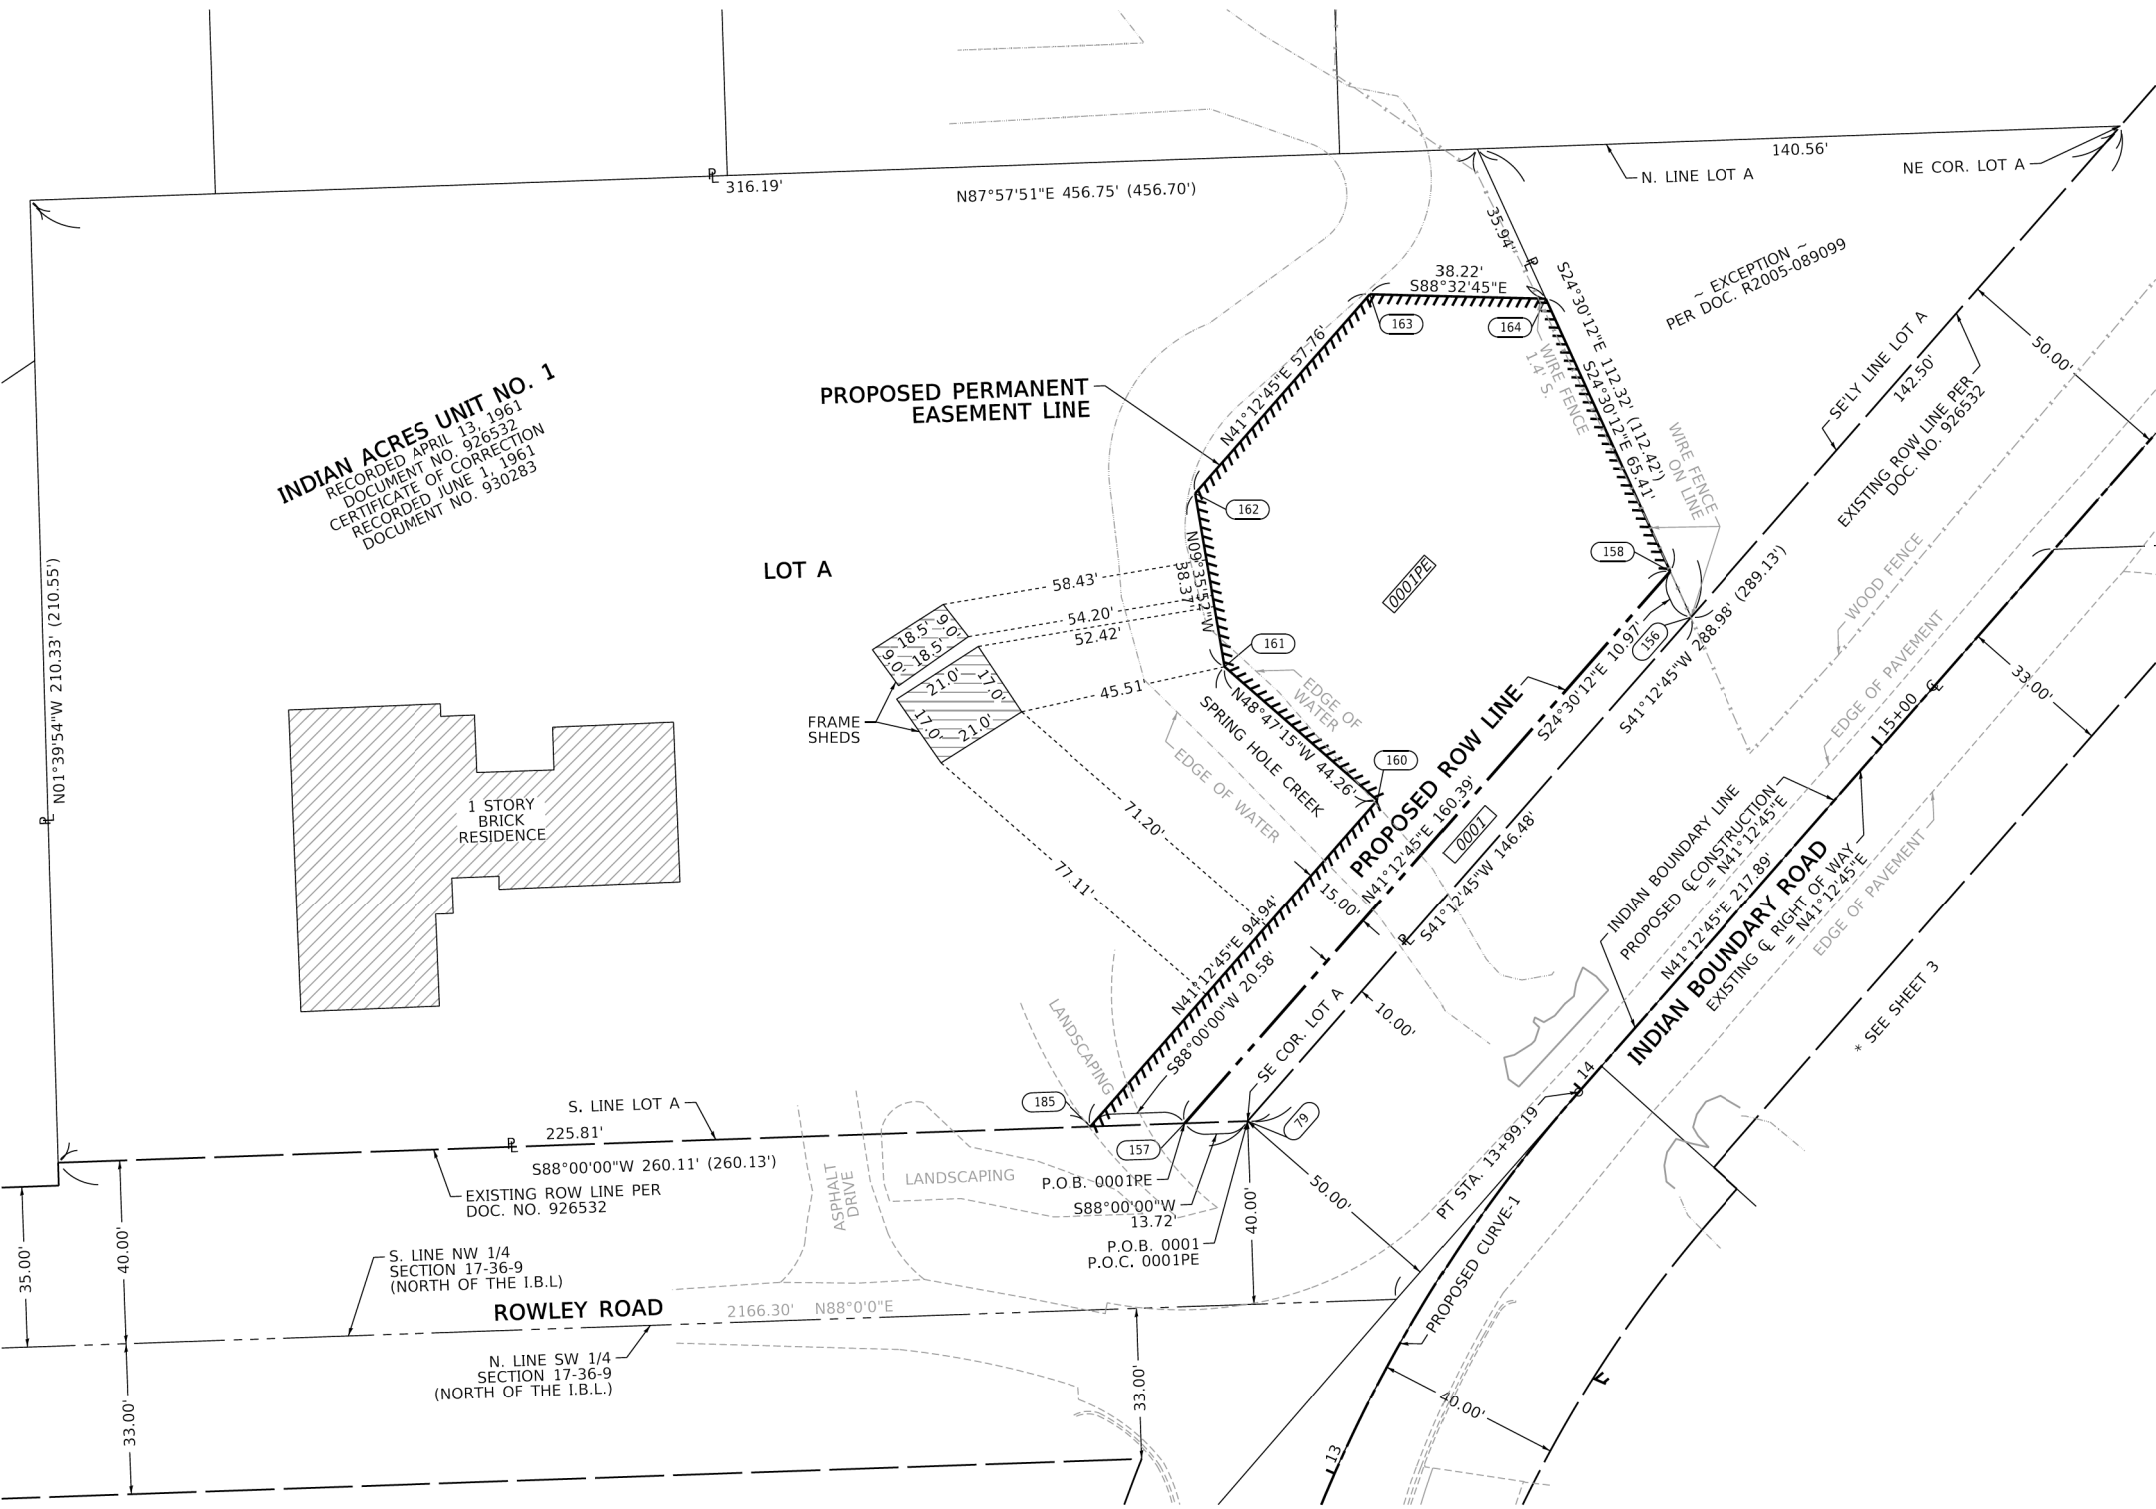 316.19'
N87°57'51"E 456.75' (456.70')
140.56'
N. LINE LOT A
NE COR. LOT A
35.94'
P
L
~ EXCEPTION ~
PER DOC. R2005-089099
38.22'
S88°32'45"E
163
164
S24°30'12"E 112.32' (112.42')
S24°30'12"E 65.41'
WIRE FENCE
1.4' S.
WIRE FENCE
ON LINE
SE'LY LINE LOT A
142.50'
EXISTING ROW LINE PER
DOC. NO. 926532
50.00'
INDIAN ACRES UNIT NO. 1
RECORDED APRIL 13, 1961
DOCUMENT NO. 926532
CERTIFICATE OF CORRECTION
RECORDED JUNE 1, 1961
DOCUMENT NO. 930283
PROPOSED PERMANENT
EASEMENT LINE
N41°12'45"E 57.76'
162
LOT A
N09°35'52"W
38.37'
58.43'
54.20'
52.42'
45.51'
18.5'
9.0'
9.0'
18.5'
21.0'
17.0'
17.0'
21.0'
FRAME
SHEDS
161
EDGE OF
WATER
N48°47'15"W 44.26'
SPRING HOLE CREEK
EDGE OF WATER
160
0001PE
158
156
S24°30'12"E 10.97'
S41°12'45"W 288.98' (289.13')
WOOD FENCE
EDGE OF PAVEMENT
15+00
33.00'
N01°39'54"W 210.33' (210.55')
P
L
1 STORY
BRICK
RESIDENCE
71.20'
77.11'
PROPOSED ROW LINE
N41°12'45"E 160.39'
0001
S41°12'45"W 146.48'
P
L
15.00'
10.00'
N41°12'45"E 94.94'
S88°00'00"W 20.58'
SE COR. LOT A
INDIAN BOUNDARY LINE
PROPOSED ℄ CONSTRUCTION
= N41°12'45"E
N41°12'45"E 217.89'
INDIAN BOUNDARY ROAD
EXISTING ℄ RIGHT OF WAY
= N41°12'45"E
EDGE OF PAVEMENT
* SEE SHEET 3
LANDSCAPING
185
157
79
S. LINE LOT A
225.81'
P
L
S88°00'00"W 260.11' (260.13')
EXISTING ROW LINE PER
DOC. NO. 926532
ASPHALT
DRIVE
LANDSCAPING
P.O.B. 0001PE
S88°00'00"W
13.72'
P.O.B. 0001
P.O.C. 0001PE
40.00'
50.00'
14
PT STA. 13+99.19
PROPOSED CURVE-1
35.00'
40.00'
S. LINE NW 1/4
SECTION 17-36-9
(NORTH OF THE I.B.L)
ROWLEY ROAD
2166.30' N88°0'0"E
N. LINE SW 1/4
SECTION 17-36-9
(NORTH OF THE I.B.L.)
33.00'
33.00'
40.00'
13